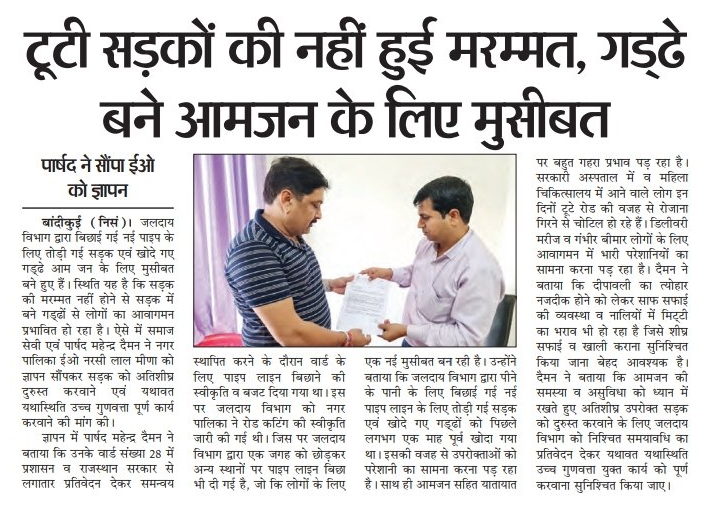 टूटी सड़कों की नहीं हुई मरम्मत, गड्ढे
बने आमजन के लिए मुसीबत
पार्षद ने सौंपा ईओ
को ज्ञापन
बांदीकुई (निसं)। जलदाय
विभाग द्वारा बिछाई गई नई पाइप के
लिए तोड़ी गई सड़क एवं खोदे गए
गड्ढे आम जन के लिए मुसीबत
बने हुए हैं। स्थिति यह है कि सड़क
की मरम्मत नहीं होने से सड़क में
बने गड्ढों से लोगों का आवागमन
प्रभावित हो रहा है। ऐसे में समाज
सेवी एवं पार्षद महेन्द्र दैमन ने नगर
पालिका ईओ नरसी लाल मीणा को
ज्ञापन सौंपकर सड़क को अतिशीघ्र
दुरुस्त करवाने एवं यथावत
यथास्थिति उच्च गुणवत्ता पूर्ण कार्य
करवाने की मांग की।
ज्ञापन में पार्षद महेन्द्र दैमन ने
बताया कि उनके वार्ड संख्या 28 में
प्रशासन व राजस्थान सरकार से
लगातार प्रतिवेदन देकर समन्वय
स्थापित करने के दौरान वार्ड के
लिए पाइप लाइन बिछाने की
स्वीकृति व बजट दिया गया था। इस
पर जलदाय विभाग को नगर
पालिका ने रोड कटिंग की स्वीकृति
जारी की गई थी। जिस पर जलदाय
विभाग द्वारा एक जगह को छोड़कर
अन्य स्थानों पर पाइप लाइन बिछा
भी दी गई है, जो कि लोगों के लिए
एक नई मुसीबत बन रही है। उन्होंने
बताया कि जलदाय विभाग द्वारा पीने
के पानी के लिए बिछाई गई नई
पाइप लाइन के लिए तोड़ी गई सड़क
एवं खोदे गए गड्ढों को पिछले
लगभग एक माह पूर्व खोदा गया
था। इसकी वजह से उपरोक्ताओं को
परेशानी का सामना करना पड़ रहा
है। साथ ही आमजन सहित यातायात
पर बहुत गहरा प्रभाव पड़ रहा है।
सरकारी अस्पताल में व महिला
चिकित्सालय में आने वाले लोग इन
दिनों टूटे रोड की वजह से रोजाना
गिरने से चोटिल हो रहे हैं। डिलीवरी
मरीज व गंभीर बीमार लोगों के लिए
आवागमन में भारी परेशानियों का
सामना करना पड़ रहा है। दैमन ने
बताया कि दीपावली का त्योहार
नजदीक होने को लेकर साफ सफाई
की व्यवस्था व नालियों में मिट्टी
का भराव भी हो रहा है जिसे शीघ्र
सफाई व खाली कराना सुनिश्चित
किया जाना बेहद आवश्यक है।
दैमन ने बताया कि आमजन की
समस्या व असुविधा को ध्यान में
रखते हुए अतिशीघ्र उपरोक्त सड़क
को दुरुस्त करवाने के लिए जलदाय
विभाग को निश्चित समयावधि का
प्रतिवेदन देकर यथावत यथास्थिति
उच्च गुणवत्ता युक्त कार्य को पूर्ण
करवाना सुनिश्चित किया जाए।